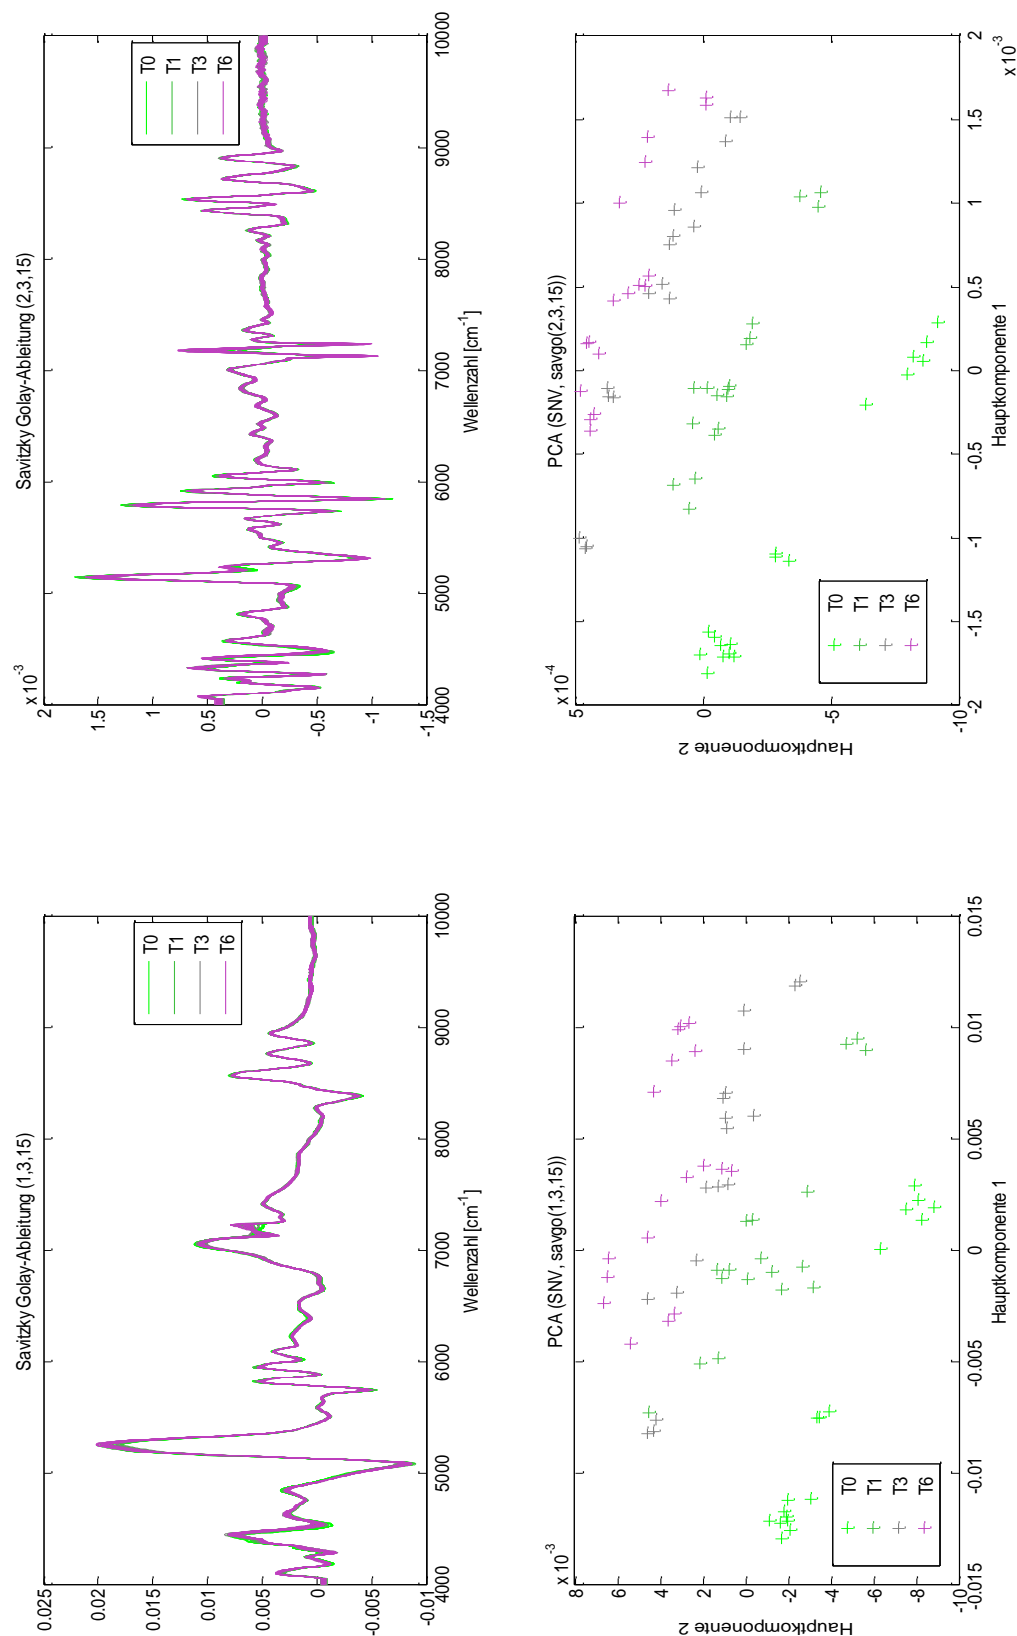 Savitzky Golay-Ableitung (1,3,15)
0.025
0.02
0.015
0.01
0.005
0
-0.005
-0.01
4000
5000
6000
7000
8000
9000
10000
Wellenzahl [cm⁻¹]
T0
T1
T3
T6
Savitzky Golay-Ableitung (2,3,15)
x10⁻³
2
1.5
1
0.5
0
-0.5
-1
-1.5
4000
5000
6000
7000
8000
9000
10000
Wellenzahl [cm⁻¹]
T0
T1
T3
T6
PCA (SNV, savgo(1,3,15))
x10⁻³
8
6
4
2
0
-2
-4
-6
-8
-10
Hauptkomponente 2
-0.015
-0.01
-0.005
0
0.005
0.01
0.015
Hauptkomponente 1
T0
T1
T3
T6
PCA (SNV, savgo(2,3,15))
x10⁻⁴
5
0
-5
-10
Hauptkomponente 2
-2
-1.5
-1
-0.5
0
0.5
1
1.5
2
x10⁻³
Hauptkomponente 1
T0
T1
T3
T6